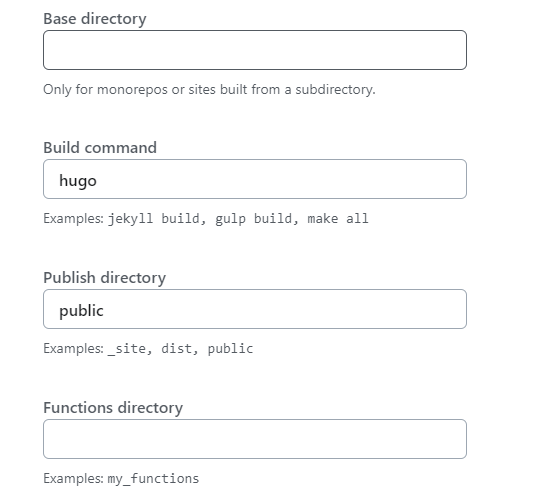 Base directory
Only for monorepos or sites built from a subdirectory.
Build command
hugo
Examples: jekyll build, gulp build, make all
Publish directory
public
Examples: _site, dist, public
Functions directory
Examples: my_functions